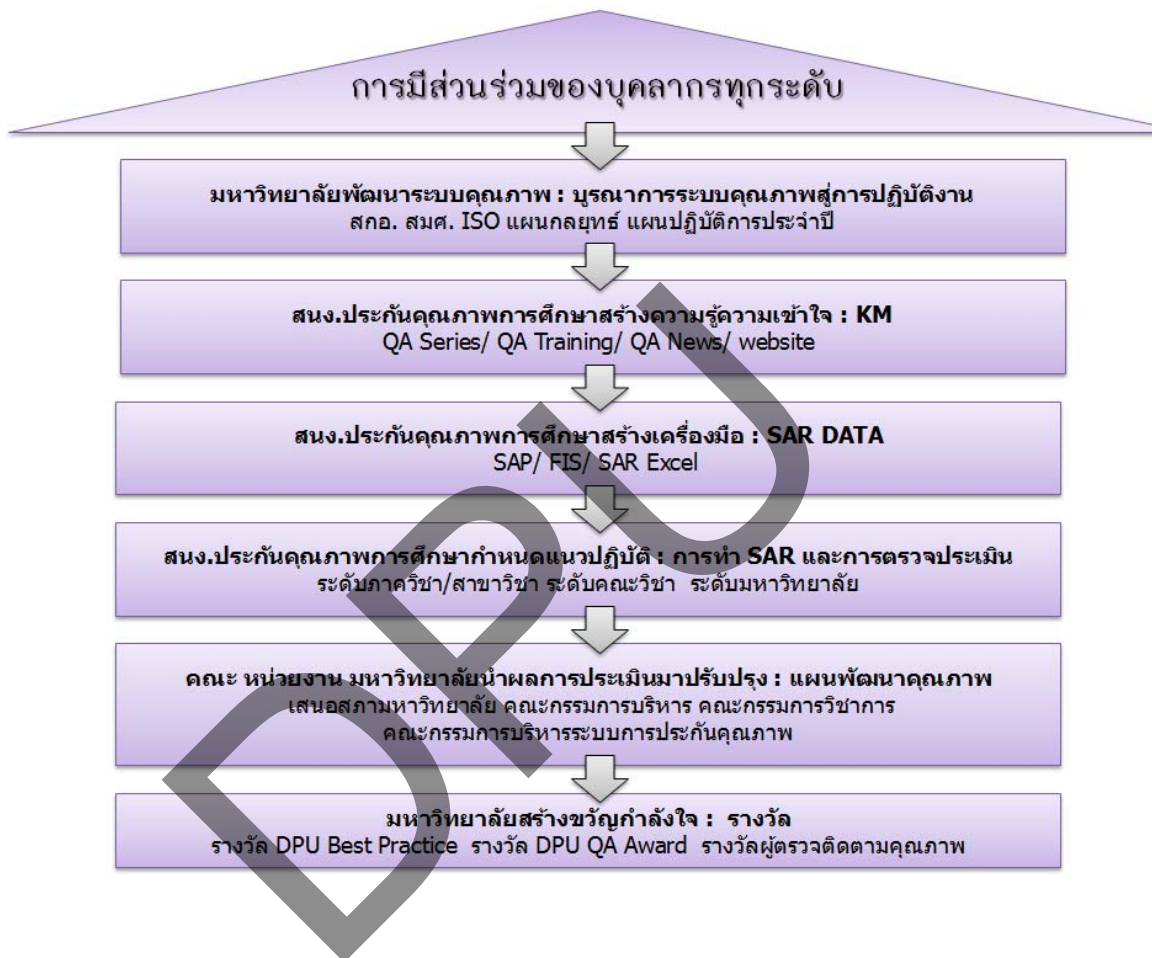 การมีส่วนร่วมของบุคลากรทุกระดับ
มหาวิทยาลัยพัฒนาระบบคุณภาพ : บูรณาการระบบคุณภาพสู่การปฏิบัติงาน
สกอ. สมศ. ISO แผนกลยุทธ์ แผนปฏิบัติการประจำปี
สนง.ประกันคุณภาพการศึกษาสร้างความรู้ความเข้าใจ : KM
QA Series/ QA Training/ QA News/ website
สนง.ประกันคุณภาพการศึกษาสร้างเครื่องมือ : SAR DATA
SAP/ FIS/ SAR Excel
สนง.ประกันคุณภาพการศึกษากำหนดแนวปฏิบัติ : การทำ SAR และการตรวจประเมิน
ระดับภาควิชา/สาขาวิชา ระดับคณะวิชา ระดับมหาวิทยาลัย
คณะ หน่วยงาน มหาวิทยาลัยนำผลการประเมินมาปรับปรุง : แผนพัฒนาคุณภาพ
เสนอสภามหาวิทยาลัย คณะกรรมการบริหาร คณะกรรมการวิชาการ
คณะกรรมการบริหารระบบการประกันคุณภาพ
มหาวิทยาลัยสร้างขวัญกำลังใจ : รางวัล
รางวัล DPU Best Practice รางวัล DPU QA Award รางวัลผู้ตรวจติดตามคุณภาพ
DPU